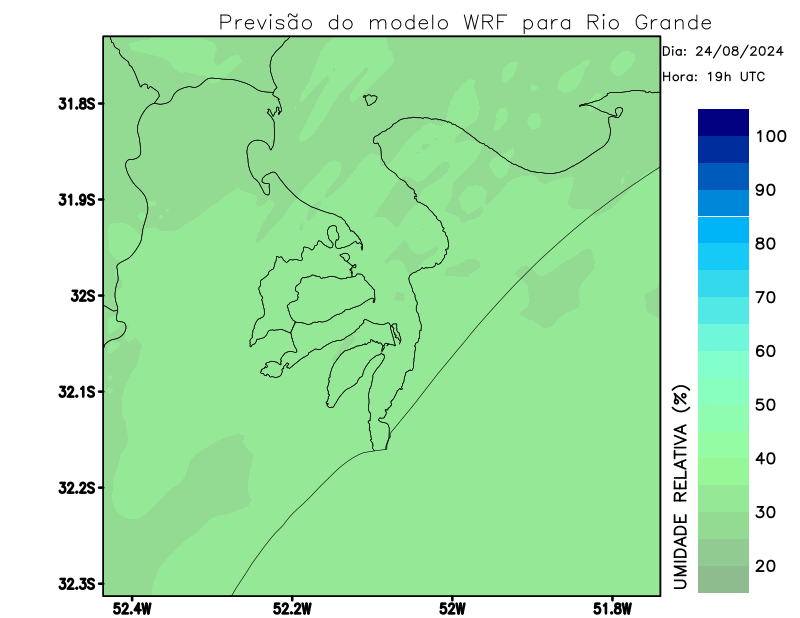 Previsão do modelo WRF para Rio Grande
Dia: 24/08/2024
Hora: 19h UTC
31.8S
31.9S
32S
32.1S
32.2S
32.3S
52.4W
52.2W
52W
51.8W
UMIDADE RELATIVA (%)
100
90
80
70
60
50
40
30
20